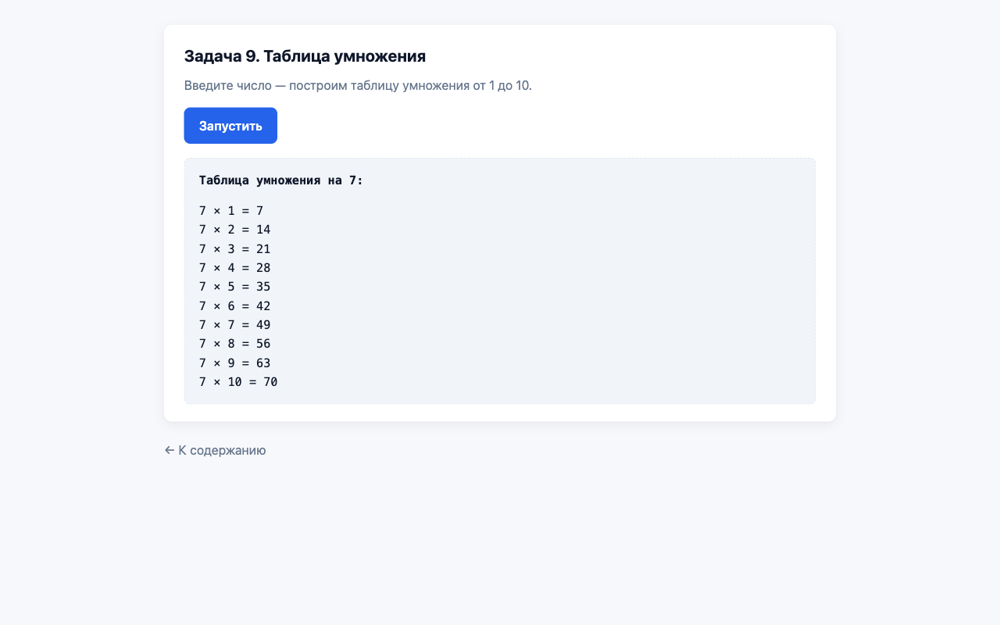 Задача 9. Таблица умножения
Введите число — построим таблицу умножения от 1 до 10.
Запустить
Таблица умножения на 7:
7 × 1 = 7
7 × 2 = 14
7 × 3 = 21
7 × 4 = 28
7 × 5 = 35
7 × 6 = 42
7 × 7 = 49
7 × 8 = 56
7 × 9 = 63
7 × 10 = 70
← К содержанию